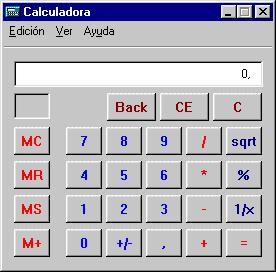 Calculadora
Edición Ver Ayuda
0,
Back CE C
MC 7 8 9 / sqrt
MR 4 5 6 * %
MS 1 2 3 - 1/x
M+ 0 +/- , + =